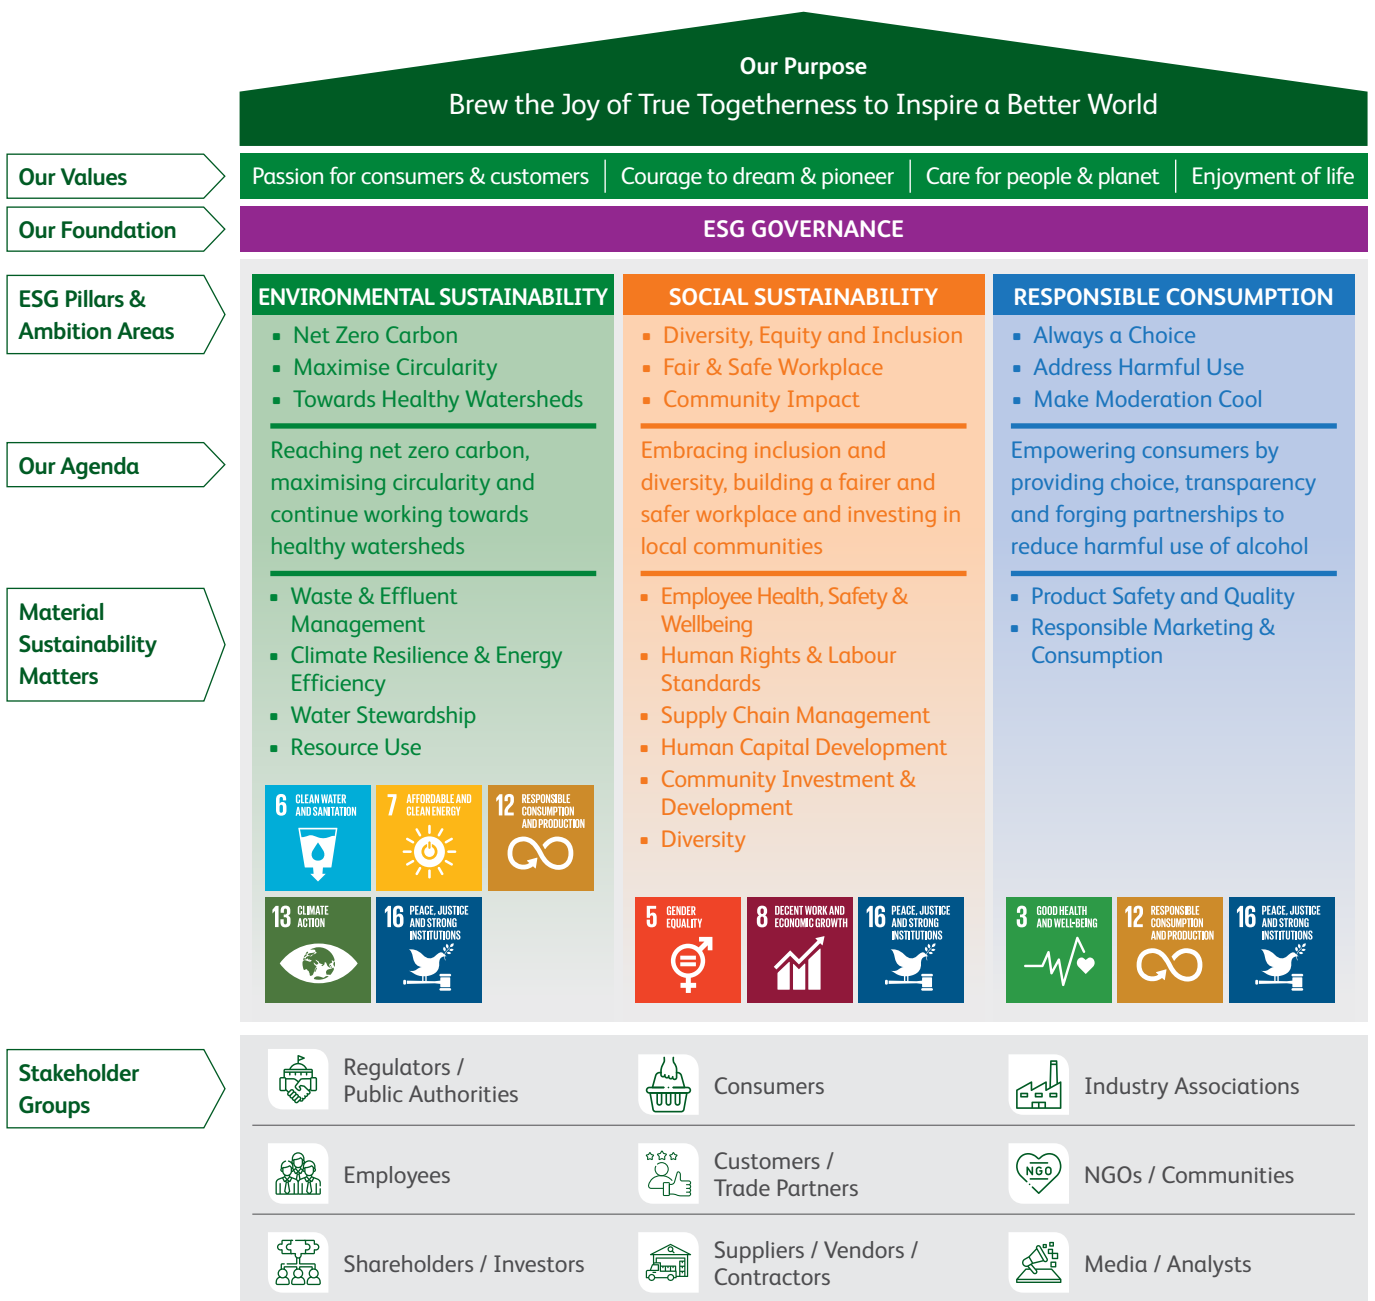 Our Purpose
Brew the Joy of True Togetherness to Inspire a Better World
Our Values
Passion for consumers & customers
Courage to dream & pioneer
Care for people & planet
Enjoyment of life
Our Foundation
ESG GOVERNANCE
ESG Pillars &
Ambition Areas
ENVIRONMENTAL SUSTAINABILITY
▪ Net Zero Carbon
▪ Maximise Circularity
▪ Towards Healthy Watersheds
SOCIAL SUSTAINABILITY
▪ Diversity, Equity and Inclusion
▪ Fair & Safe Workplace
▪ Community Impact
RESPONSIBLE CONSUMPTION
▪ Always a Choice
▪ Address Harmful Use
▪ Make Moderation Cool
Our Agenda
Reaching net zero carbon,
maximising circularity and
continue working towards
healthy watersheds
Embracing inclusion and
diversity, building a fairer and
safer workplace and investing in
local communities
Empowering consumers by
providing choice, transparency
and forging partnerships to
reduce harmful use of alcohol
Material
Sustainability
Matters
▪ Waste & Effluent
Management
▪ Climate Resilience & Energy
Efficiency
▪ Water Stewardship
▪ Resource Use
6 CLEAN WATER
AND SANITATION
7 AFFORDABLE AND
CLEAN ENERGY
12 RESPONSIBLE
CONSUMPTION
AND PRODUCTION
13 CLIMATE
ACTION
16 PEACE, JUSTICE
AND STRONG
INSTITUTIONS
▪ Employee Health, Safety &
Wellbeing
▪ Human Rights & Labour
Standards
▪ Supply Chain Management
▪ Human Capital Development
▪ Community Investment &
Development
▪ Diversity
5 GENDER
EQUALITY
8 DECENT WORK AND
ECONOMIC GROWTH
16 PEACE, JUSTICE
AND STRONG
INSTITUTIONS
▪ Product Safety and Quality
▪ Responsible Marketing &
Consumption
3 GOOD HEALTH
AND WELL-BEING
12 RESPONSIBLE
CONSUMPTION
AND PRODUCTION
16 PEACE, JUSTICE
AND STRONG
INSTITUTIONS
Stakeholder
Groups
Regulators /
Public Authorities
Consumers
Industry Associations
Employees
Customers /
Trade Partners
NGO
NGOs / Communities
Shareholders / Investors
Suppliers / Vendors /
Contractors
Media / Analysts